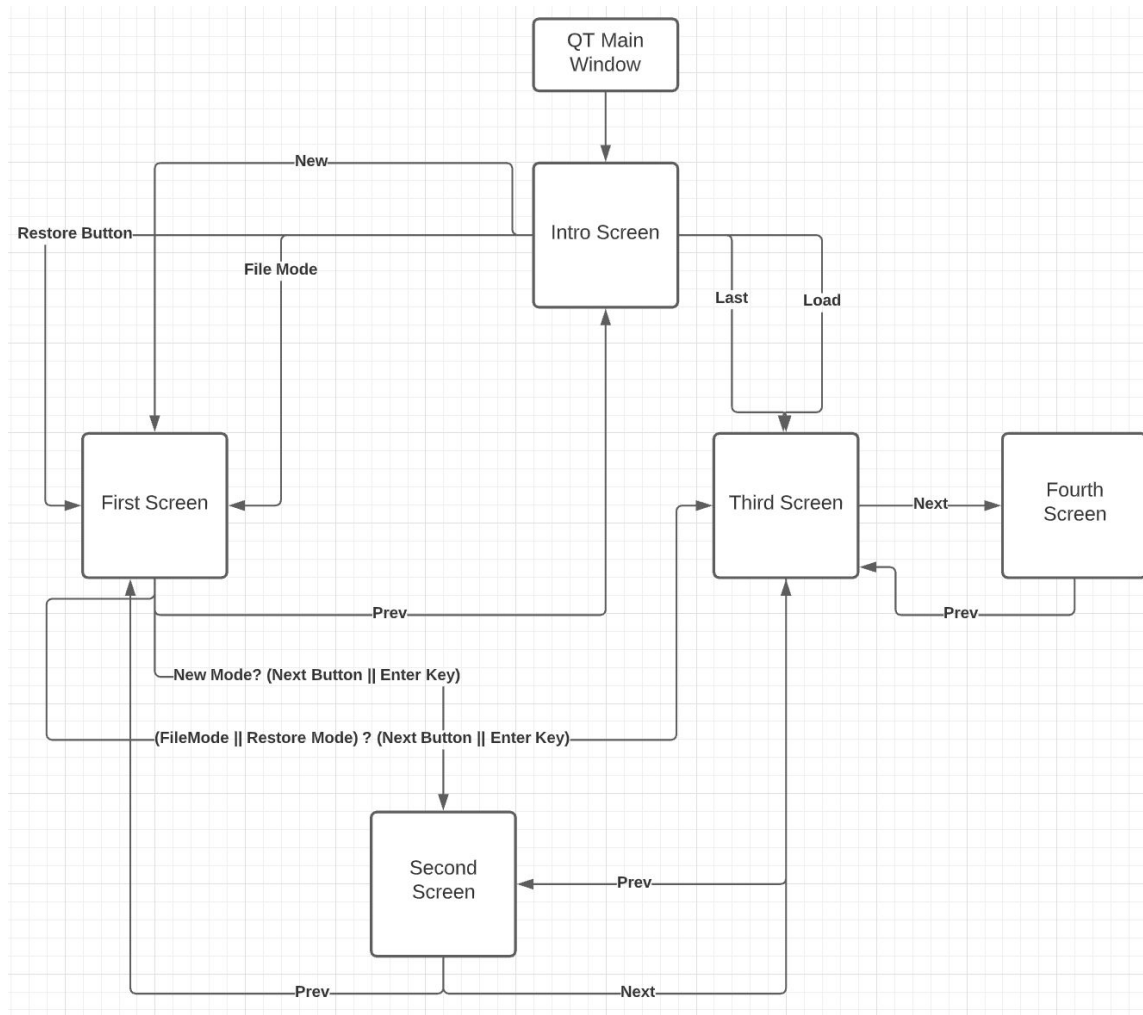 QT Main
Window
New
Restore Button
Intro Screen
File Mode
Last
Load
First Screen
Third Screen
Next
Fourth
Screen
Prev
Prev
New Mode? (Next Button || Enter Key)
(FileMode || Restore Mode) ? (Next Button || Enter Key)
Second
Screen
Prev
Prev
Next